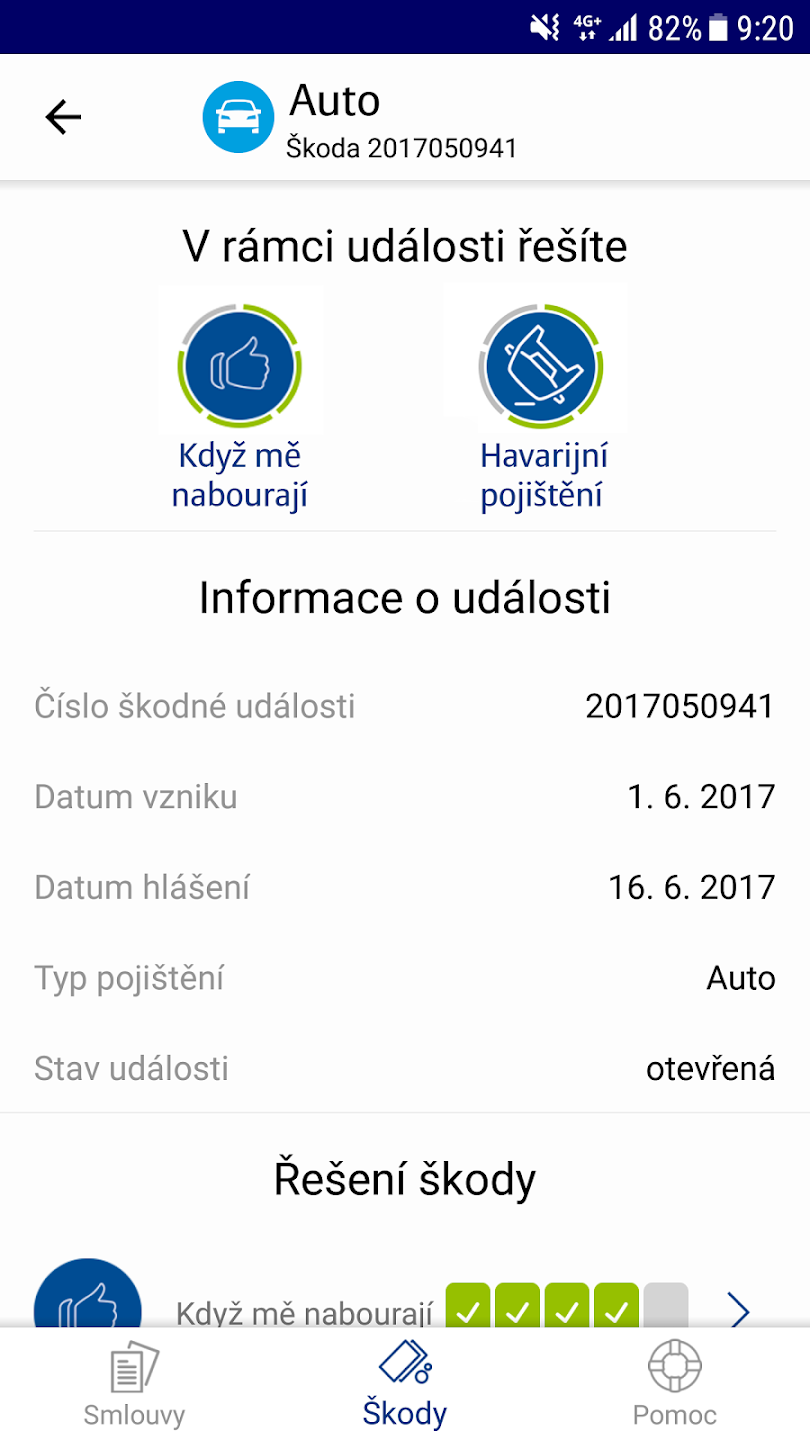 4G+ 82% 9:20
Auto
Škoda 2017050941
V rámci události řešíte
Když mě
nabourají
Havarijní
pojištění
Informace o události
Číslo škodné události 2017050941
Datum vzniku 1. 6. 2017
Datum hlášení 16. 6. 2017
Typ pojištění Auto
Stav události otevřená
Řešení škody
Když mě nabourají
Smlouvy Škody Pomoc